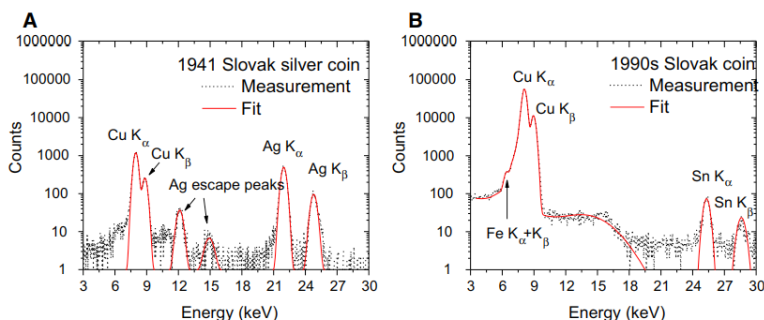 A
1000000
100000
10000
1000
100
10
1
Counts
1941 Slovak silver coin
Measurement
Fit
Cu Kα
Cu Kβ
Ag escape peaks
Ag Kα
Ag Kβ
3 6 9 12 15 18 21 24 27 30
Energy (keV)
B
1000000
100000
10000
1000
100
10
1
Counts
1990s Slovak coin
Measurement
Fit
Cu Kα
Cu Kβ
Fe Kα+Kβ
Sn Kα
Sn Kβ
3 6 9 12 15 18 21 24 27 30
Energy (keV)